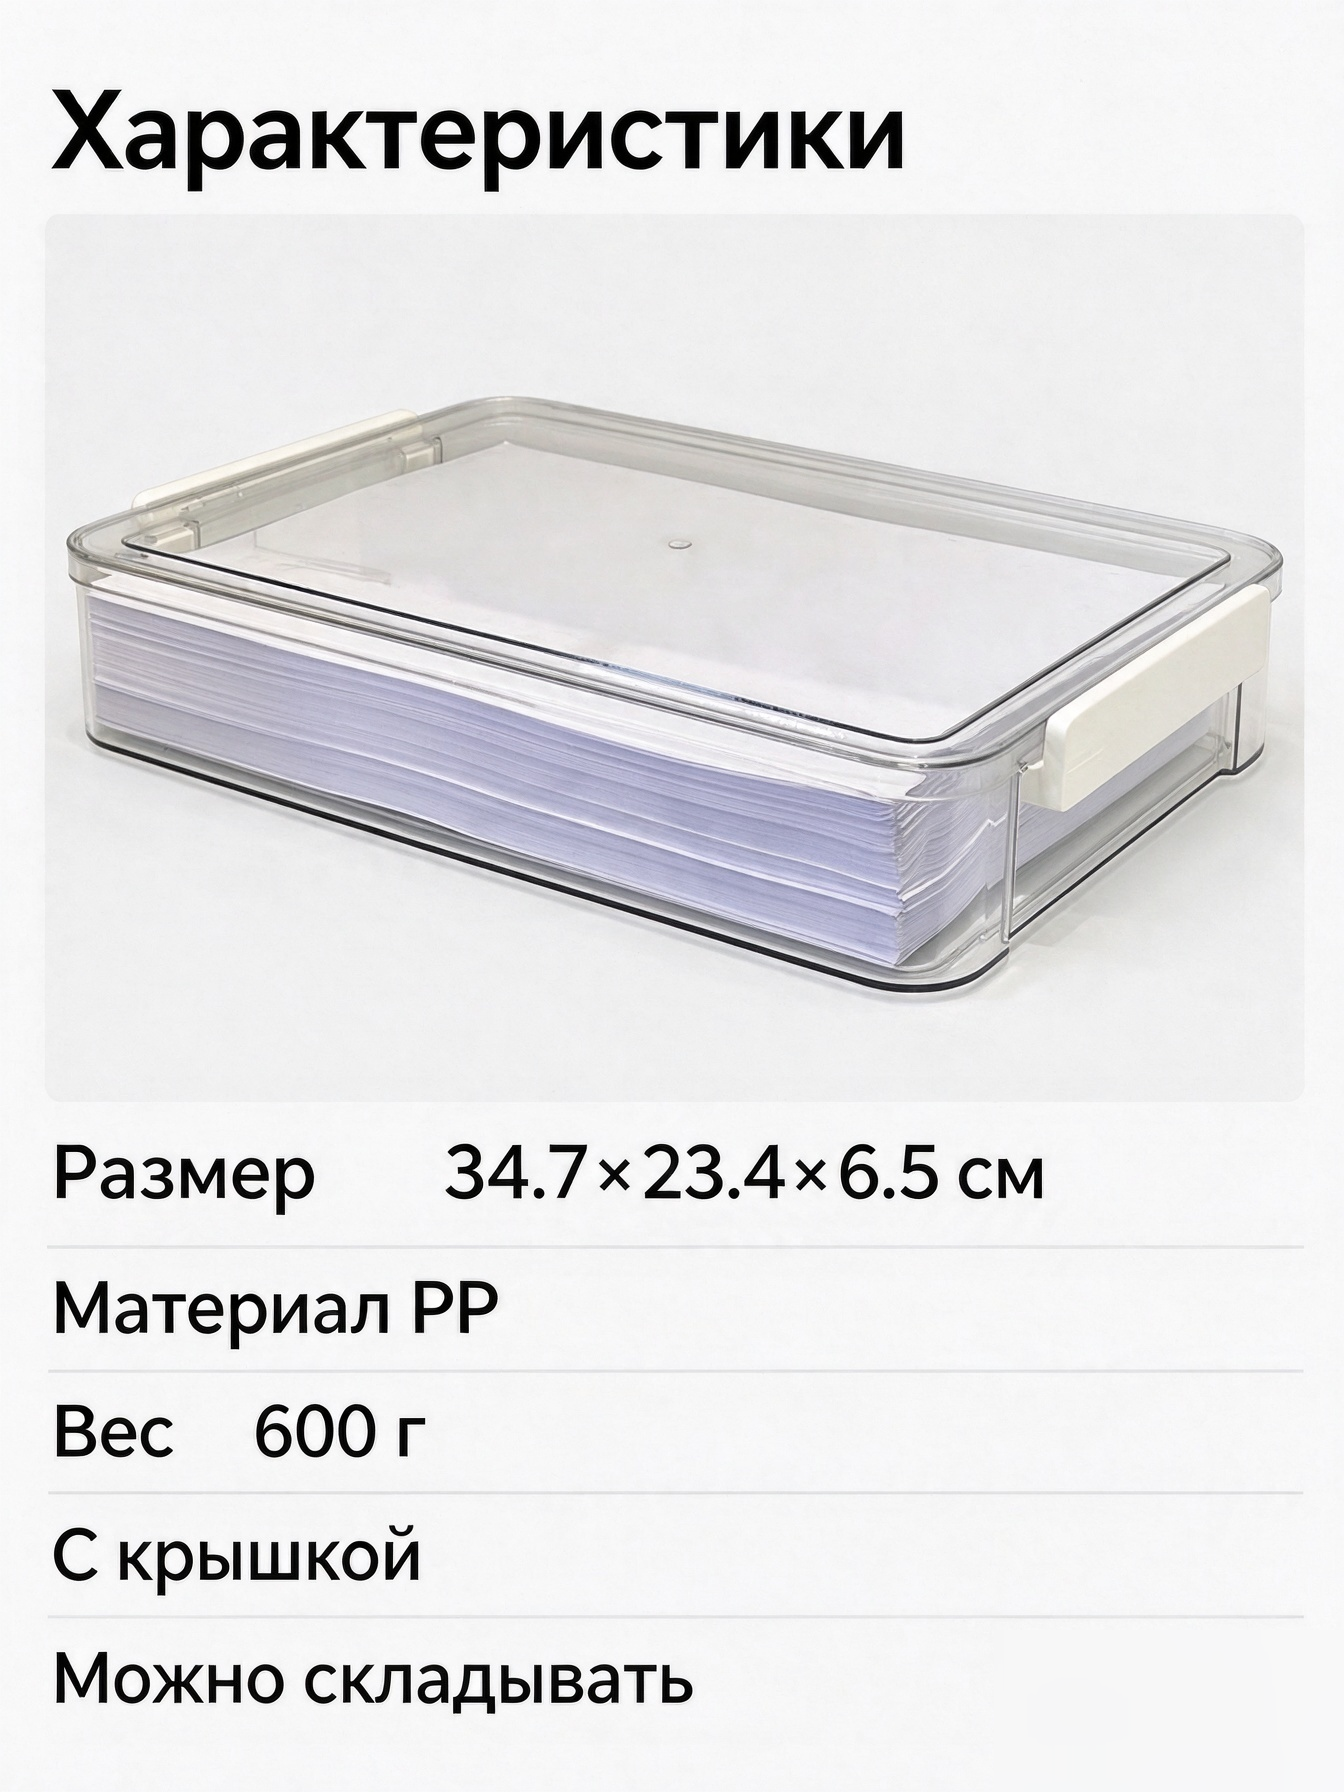 Характеристики
Размер 34.7×23.4×6.5 см
Материал PP
Вес 600 г
С крышкой
Можно складывать